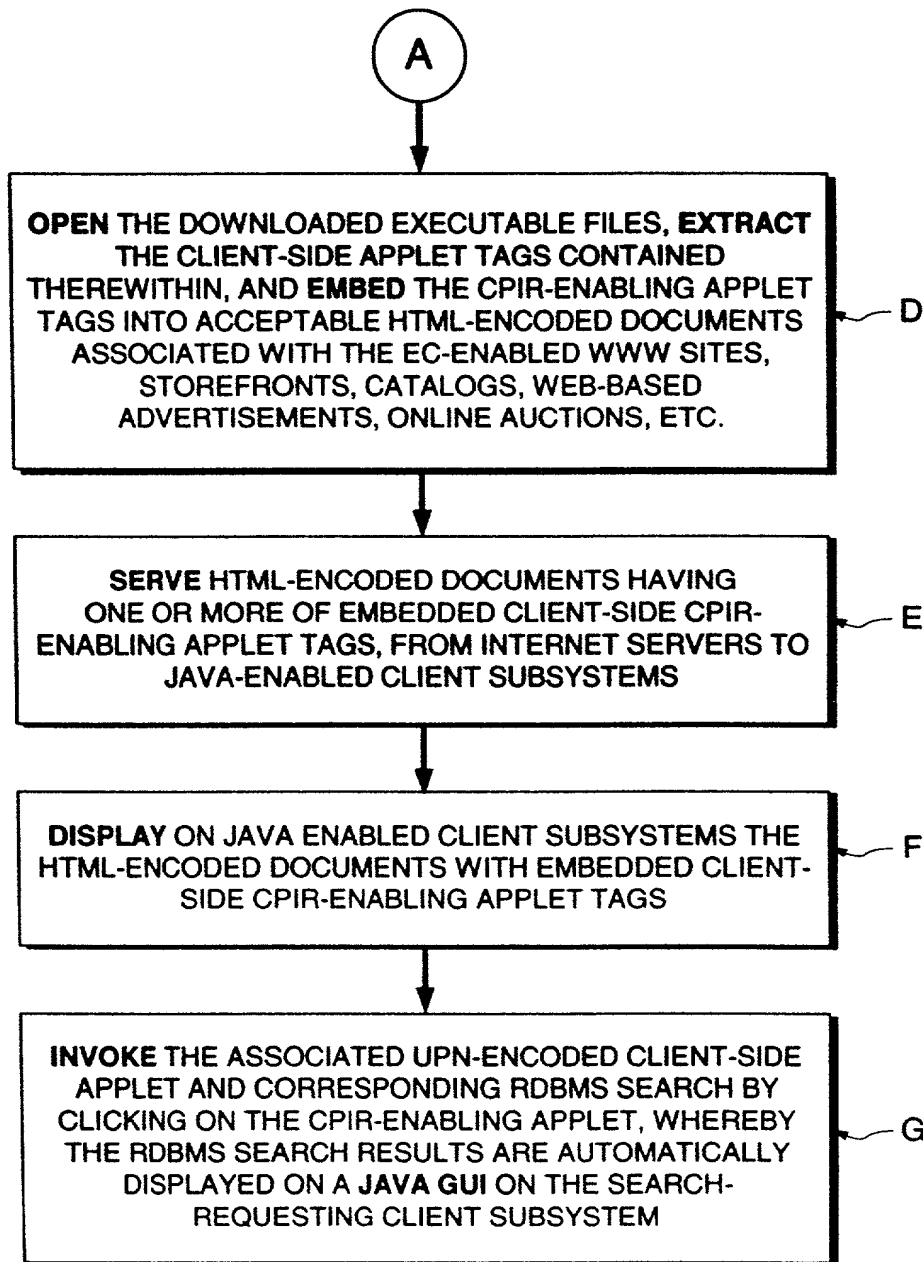 A
OPEN THE DOWNLOADED EXECUTABLE FILES, EXTRACT
THE CLIENT-SIDE APPLET TAGS CONTAINED
THEREWITHIN, AND EMBED THE CPIR-ENABLING APPLET
TAGS INTO ACCEPTABLE HTML-ENCODED DOCUMENTS
ASSOCIATED WITH THE EC-ENABLED WWW SITES,
STOREFRONTS, CATALOGS, WEB-BASED
ADVERTISEMENTS, ONLINE AUCTIONS, ETC.
D
SERVE HTML-ENCODED DOCUMENTS HAVING
ONE OR MORE OF EMBEDDED CLIENT-SIDE CPIR-
ENABLING APPLET TAGS, FROM INTERNET SERVERS TO
JAVA-ENABLED CLIENT SUBSYSTEMS
E
DISPLAY ON JAVA ENABLED CLIENT SUBSYSTEMS THE
HTML-ENCODED DOCUMENTS WITH EMBEDDED CLIENT-
SIDE CPIR-ENABLING APPLET TAGS
F
INVOKE THE ASSOCIATED UPN-ENCODED CLIENT-SIDE
APPLET AND CORRESPONDING RDBMS SEARCH BY
CLICKING ON THE CPIR-ENABLING APPLET, WHEREBY
THE RDBMS SEARCH RESULTS ARE AUTOMATICALLY
DISPLAYED ON A JAVA GUI ON THE SEARCH-
REQUESTING CLIENT SUBSYSTEM
G